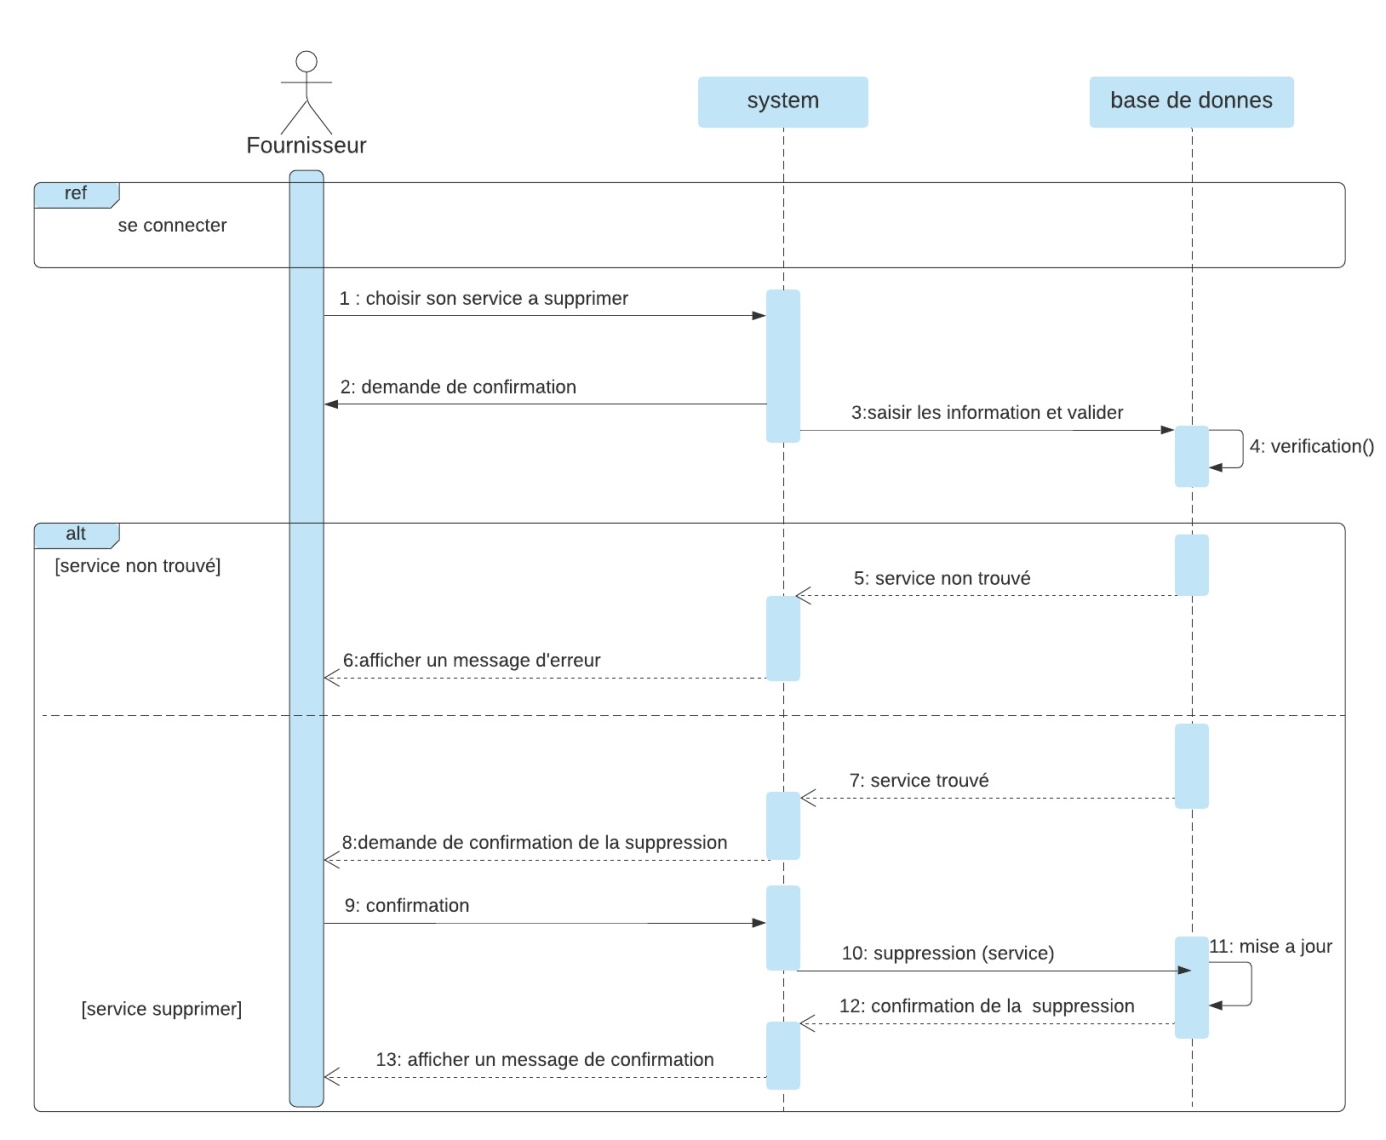 Fournisseur
system
base de donnes
ref
se connecter
1 : choisir son service a supprimer
2: demande de confirmation
3:saisir les information et valider
4: verification()
alt
[service non trouvé]
5: service non trouvé
6:afficher un message d'erreur
7: service trouvé
8:demande de confirmation de la suppression
9: confirmation
11: mise a jour
10: suppression (service)
[service supprimer]
12: confirmation de la  suppression
13: afficher un message de confirmation